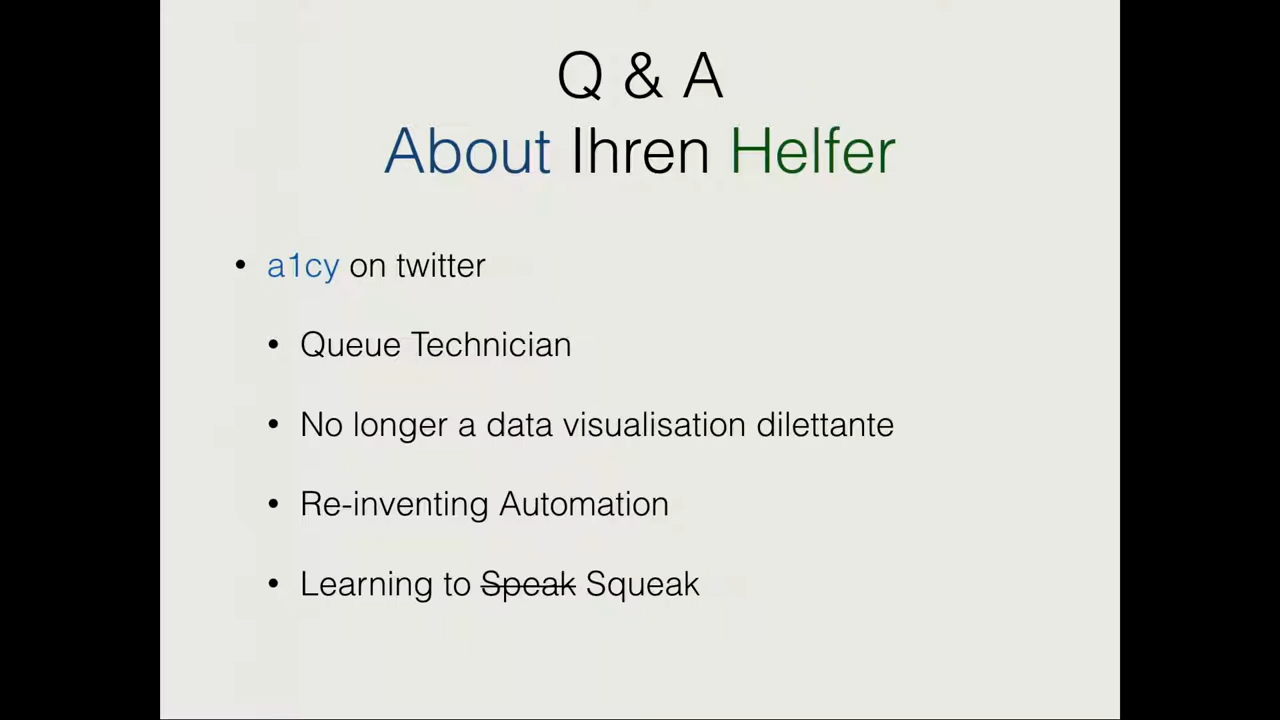 Q & A
About Ihren Helfer
• a1cy on twitter
• Queue Technician
• No longer a data visualisation dilettante
• Re-inventing Automation
• Learning to Speak Squeak